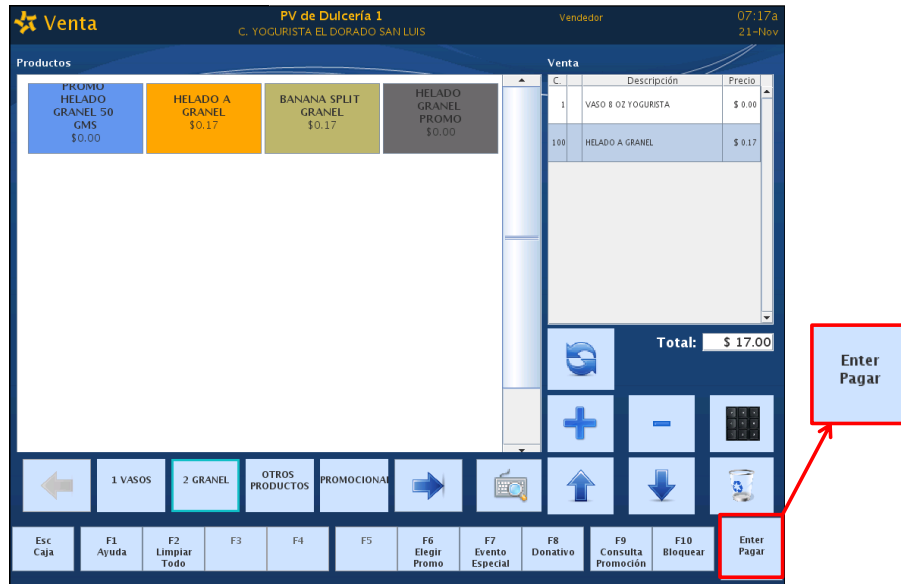 Venta
PV de Dulcería 1
C. YOGURISTA EL DORADO SAN LUIS
Vendedor
07:17a
21-Nov
Productos
PROMO
HELADO
GRANEL 50
GMS
$0.00
HELADO A
GRANEL
$0.17
BANANA SPLIT
GRANEL
$0.17
HELADO
GRANEL
PROMO
$0.00
Venta
C. Descripción Precio
1 VASO 8 OZ YOGURISTA $ 0.00
100 HELADO A GRANEL $ 0.17
Total: $ 17.00
Enter
Pagar
1 VASOS
2 GRANEL
OTROS
PRODUCTOS
PROMOCIONA
Esc
Caja
F1
Ayuda
F2
Limpiar
Todo
F3
F4
F5
F6
Elegir
Promo
F7
Evento
Especial
F8
Donativo
F9
Consulta
Promoción
F10
Bloquear
Enter
Pagar